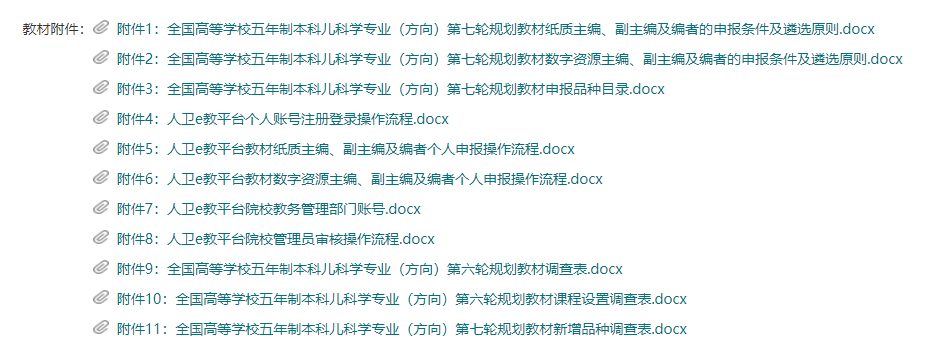 教材附件: 附件1：全国高等学校五年制本科儿科学专业（方向）第七轮规划教材纸质主编、副主编及编者的申报条件及遴选原则.docx
附件2：全国高等学校五年制本科儿科学专业（方向）第七轮规划教材数字资源主编、副主编及编者的申报条件及遴选原则.docx
附件3：全国高等学校五年制本科儿科学专业（方向）第七轮规划教材申报品种目录.docx
附件4：人卫e教平台个人账号注册登录操作流程.docx
附件5：人卫e教平台教材纸质主编、副主编及编者个人申报操作流程.docx
附件6：人卫e教平台教材数字资源主编、副主编及编者个人申报操作流程.docx
附件7：人卫e教平台院校教务管理部门账号.docx
附件8：人卫e教平台院校管理员审核操作流程.docx
附件9：全国高等学校五年制本科儿科学专业（方向）第六轮规划教材调查表.docx
附件10：全国高等学校五年制本科儿科学专业（方向）第六轮规划教材课程设置调查表.docx
附件11：全国高等学校五年制本科儿科学专业（方向）第七轮规划教材新增品种调查表.docx